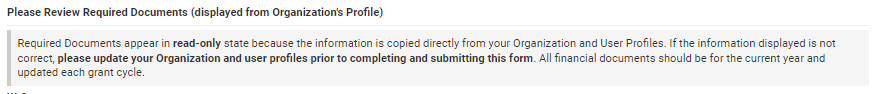 Please Review Required Documents (displayed from Organization's Profile)
Required Documents appear in read-only state because the information is copied directly from your Organization and User Profiles. If the information displayed is not
correct, please update your Organization and user profiles prior to completing and submitting this form. All financial documents should be for the current year and
updated each grant cycle.